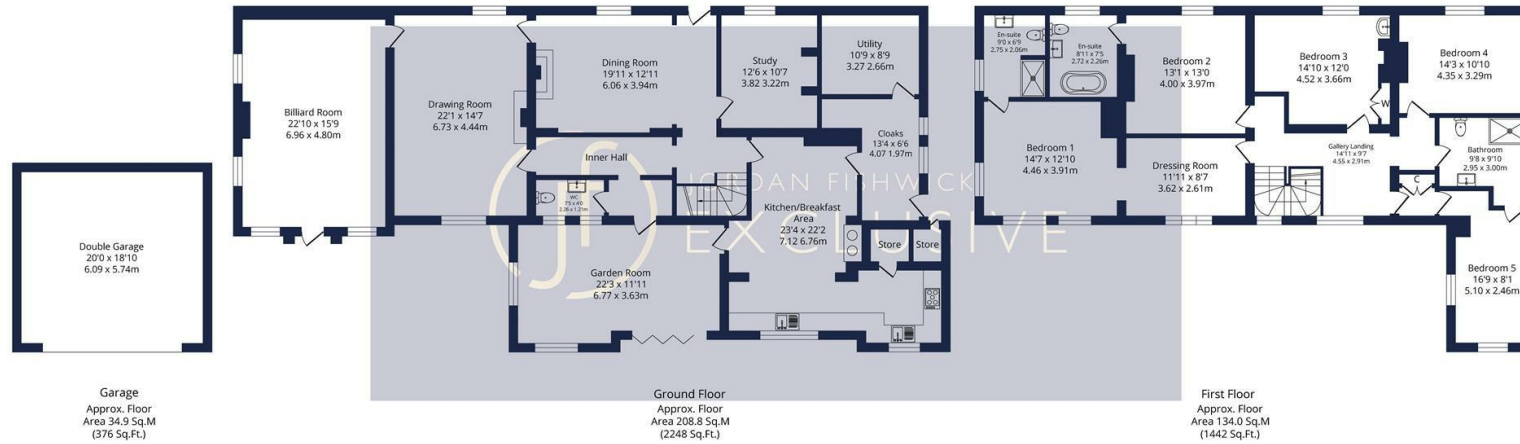 Double Garage
20'0 x 18'10
6.09 x 5.74m
Garage
Approx. Floor
Area 34.9 Sq.M
(376 Sq.Ft.)
Billiard Room
22'10 x 15'9
6.96 x 4.80m
Drawing Room
22'1 x 14'7
6.73 x 4.44m
Dining Room
19'11 x 12'11
6.06 x 3.94m
Study
12'6 x 10'7
3.82 3.22m
Utility
10'9 x 8'9
3.27 2.66m
Cloaks
13'4 x 6'6
4.07 1.97m
Inner Hall
WC
7'5 x 4'0
2.26 x 1.21m
Kitchen/Breakfast
Area
23'4 x 22'2
7.12 6.76m
Store
Store
Garden Room
22'3 x 11'11
6.77 x 3.63m
jf
JORDAN FISHWICK
EXCLUSIVE
Ground Floor
Approx. Floor
Area 208.8 Sq.M
(2248 Sq.Ft.)
En-suite
9'0 x 6'9
2.75 x 2.06m
En-suite
8'11 x 7'5
2.72 x 2.26m
Bedroom 2
13'1 x 13'0
4.00 x 3.97m
Bedroom 3
14'10 x 12'0
4.52 x 3.66m
W
Bedroom 4
14'3 x 10'10
4.35 x 3.29m
Bedroom 1
14'7 x 12'10
4.46 x 3.91m
Dressing Room
11'11 x 8'7
3.62 x 2.61m
Gallery Landing
14'11 x 9'7
4.55 x 2.91m
Bathroom
9'8 x 9'10
2.95 x 3.00m
C
Bedroom 5
16'9 x 8'1
5.10 x 2.46m
First Floor
Approx. Floor
Area 134.0 Sq.M
(1442 Sq.Ft.)